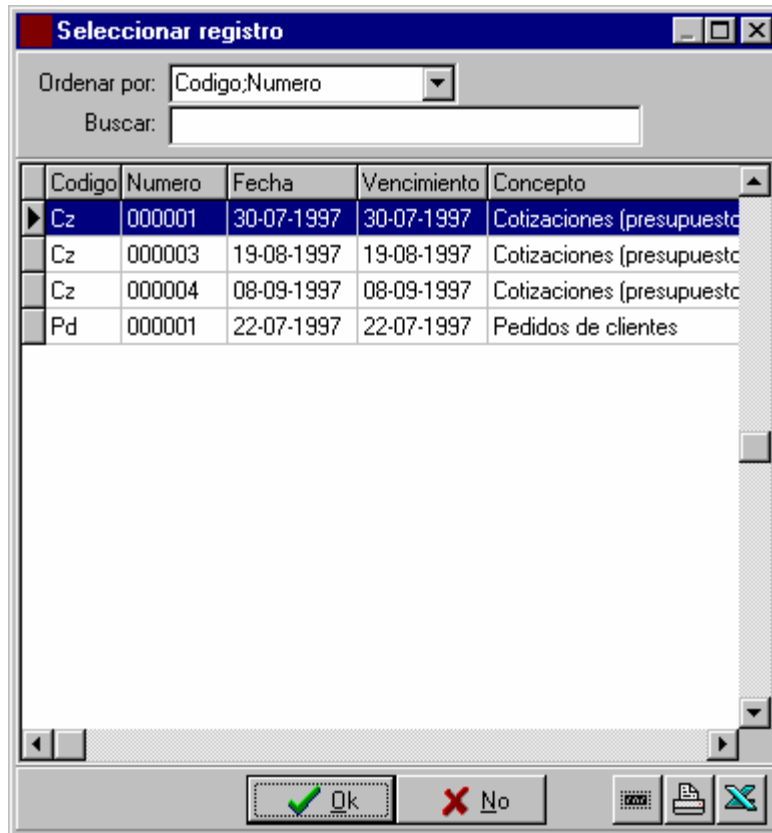 Seleccionar registro
Ordenar por: Codigo;Numero
Buscar:
Codigo Numero Fecha Vencimiento Concepto
Cz 000001 30-07-1997 30-07-1997 Cotizaciones (presupuesto
Cz 000003 19-08-1997 19-08-1997 Cotizaciones (presupuesto
Cz 000004 08-09-1997 08-09-1997 Cotizaciones (presupuesto
Pd 000001 22-07-1997 22-07-1997 Pedidos de clientes
Ok No